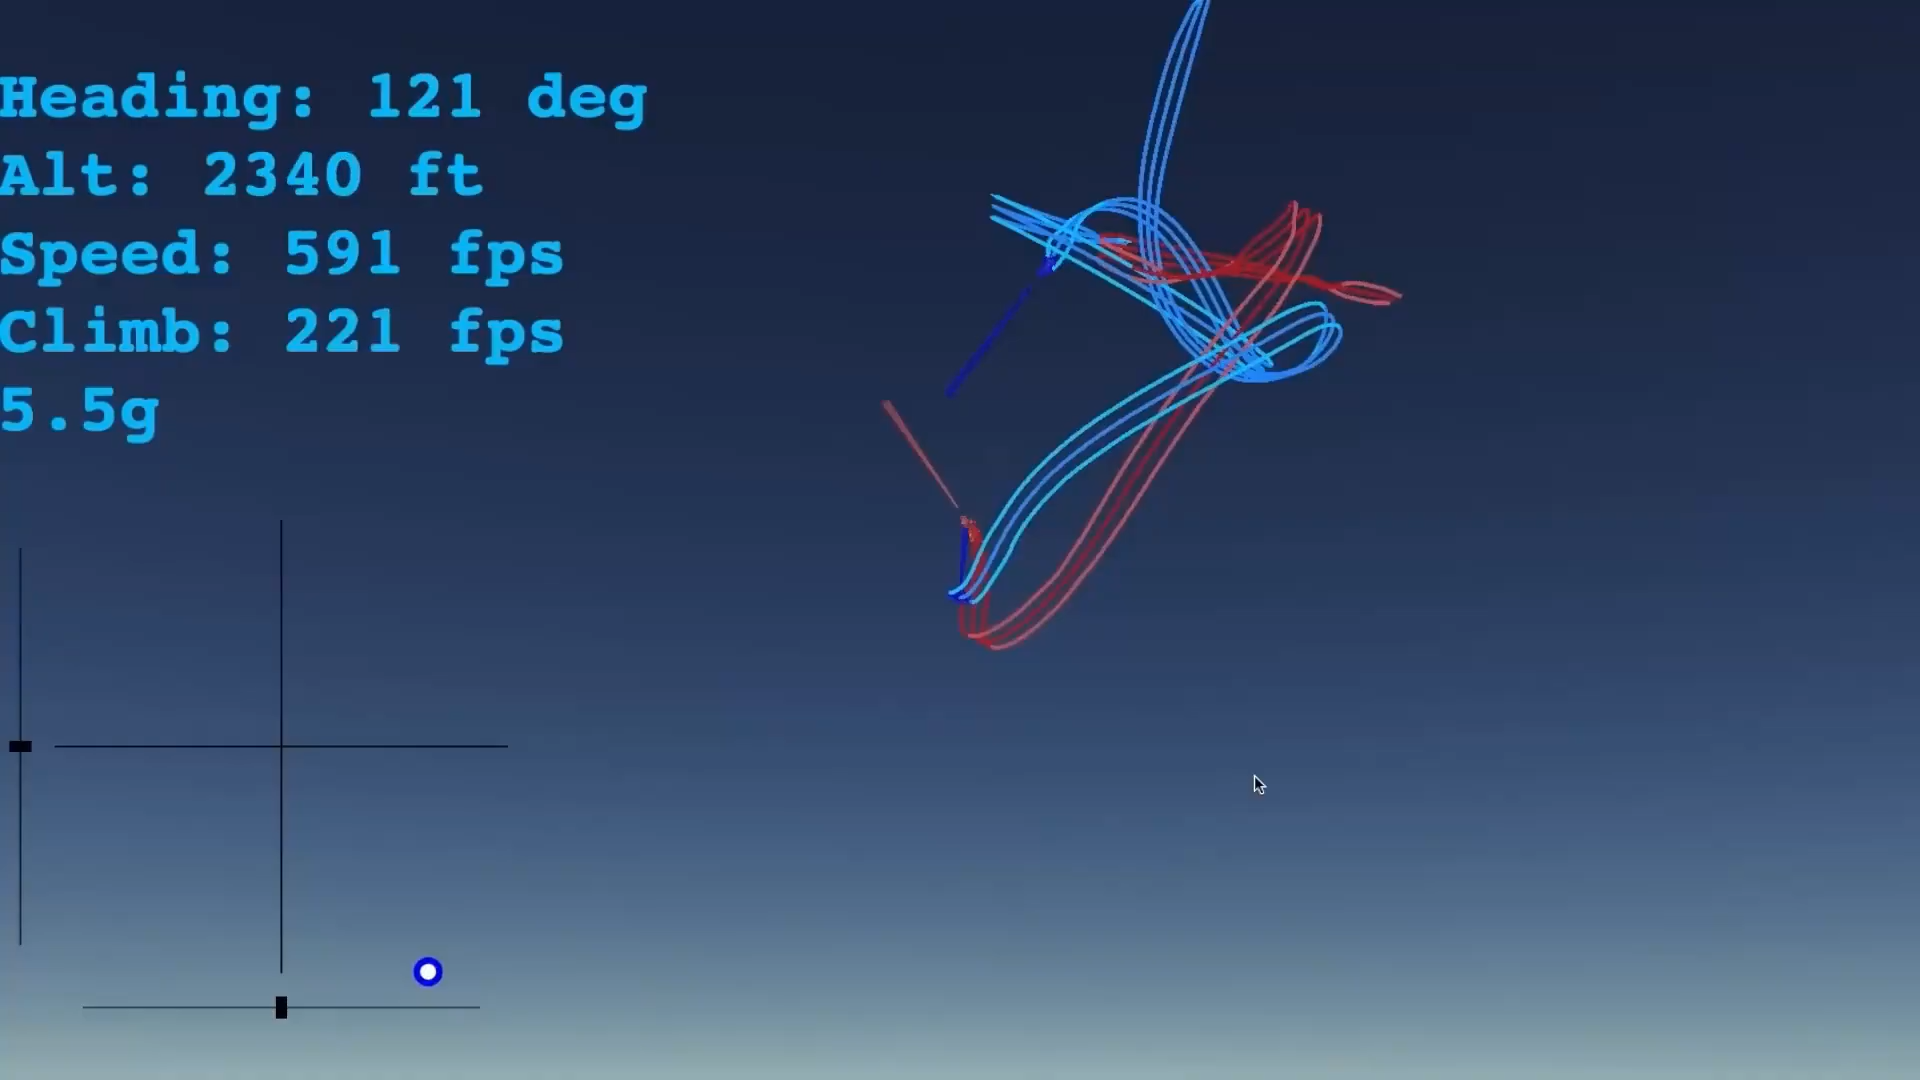 Heading: 121 deg
Alt: 2340 ft
Speed: 591 fps
Climb: 221 fps
5.5g